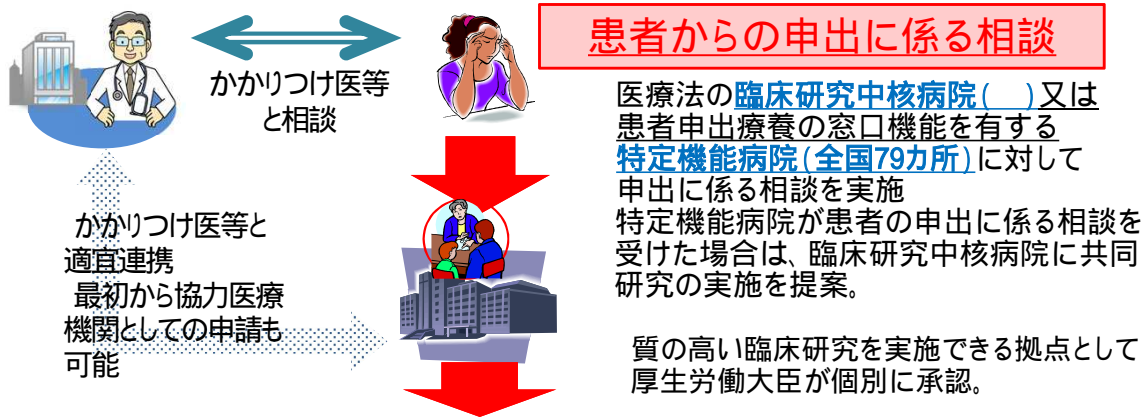 患者からの申出に係る相談
かかりつけ医等
と相談
医療法の臨床研究中核病院(　)又は
患者申出療養の窓口機能を有する
特定機能病院(全国79カ所)に対して
申出に係る相談を実施
特定機能病院が患者の申出に係る相談を
受けた場合は、臨床研究中核病院に共同
研究の実施を提案。
かかりつけ医等と
適宜連携
最初から協力医療
機関としての申請も
可能
質の高い臨床研究を実施できる拠点として
厚生労働大臣が個別に承認。